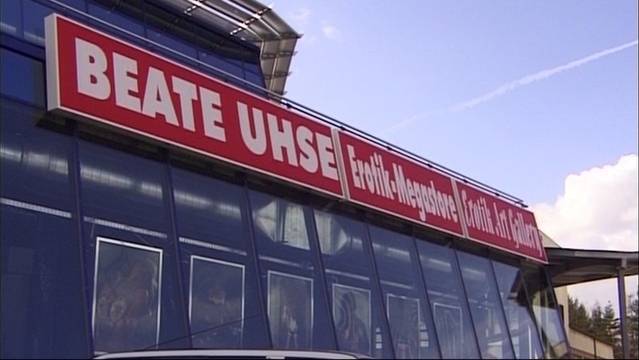 BEATE UHSE
Erotik-Megastore
Erotik Art Gallery